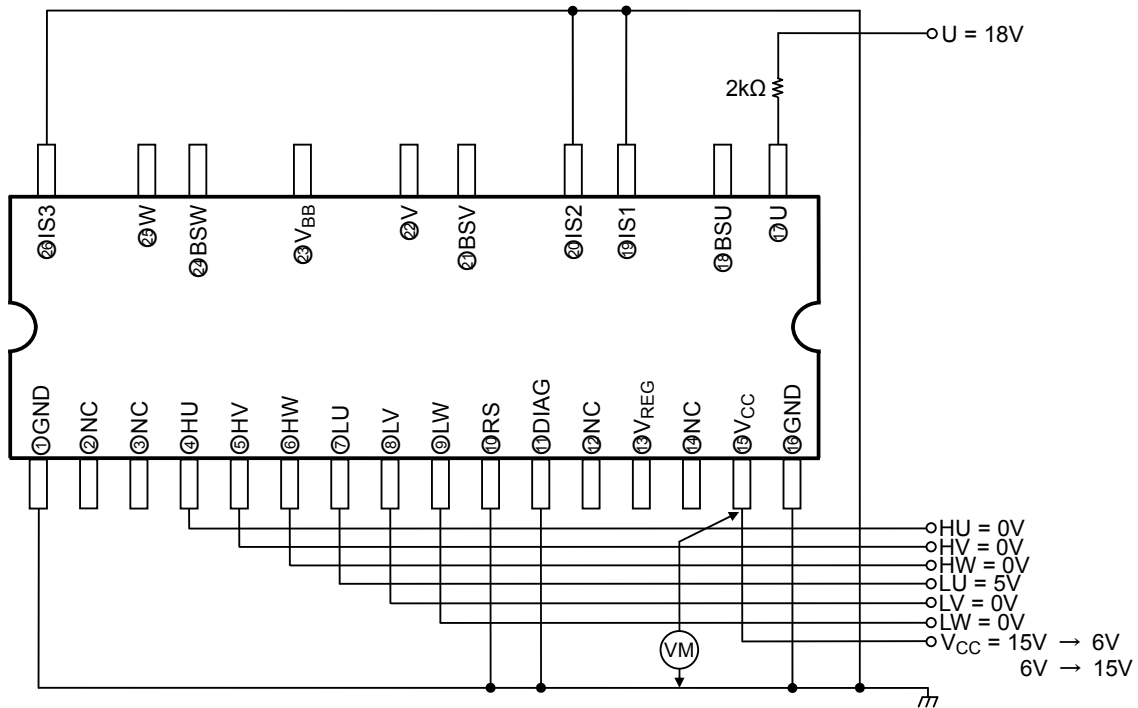 U = 18V
2kΩ
㉖IS3
㉕W
㉔BSW
㉓VBB
㉒V
㉑BSV
⑳IS2
⑲IS1
⑱BSU
⑰U
①GND
②NC
③NC
④HU
⑤HV
⑥HW
⑦LU
⑧LV
⑨LW
⑩RS
⑪DIAG
⑫NC
⑬VREG
⑭NC
⑮VCC
⑯GND
HU = 0V
HV = 0V
HW = 0V
LU = 5V
LV = 0V
LW = 0V
VM
VCC = 15V → 6V
6V → 15V